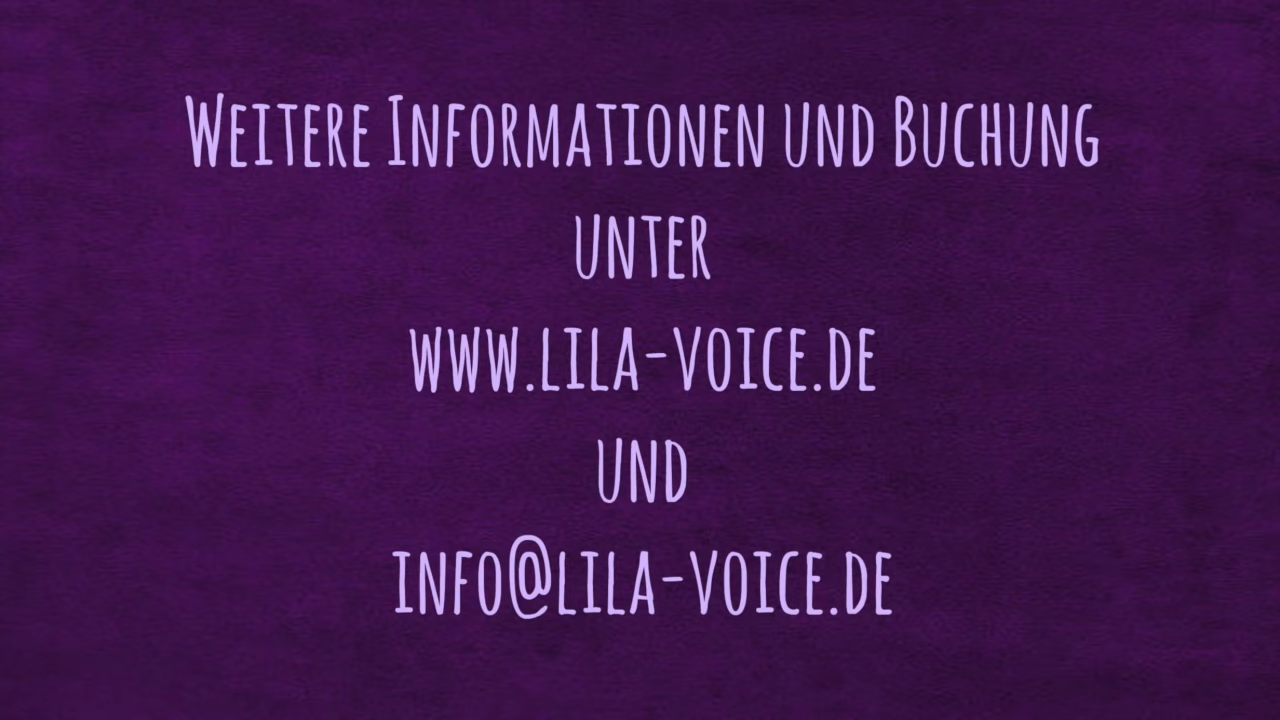 Weitere Informationen und Buchung
unter
www.lila-voice.de
und
info@lila-voice.de